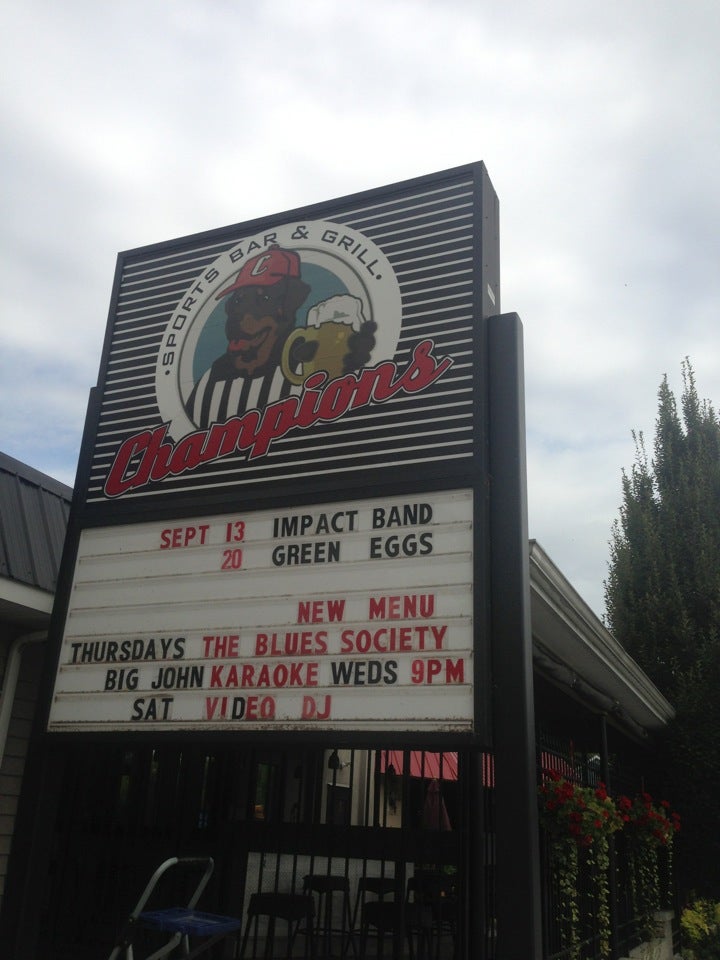 • SPORTS BAR & GRILL •
C
Champions
SEPT 13 IMPACT BAND
20 GREEN EGGS
NEW MENU
THURSDAYS THE BLUES SOCIETY
BIG JOHN KARAOKE WEDS 9PM
SAT VIDEO DJ